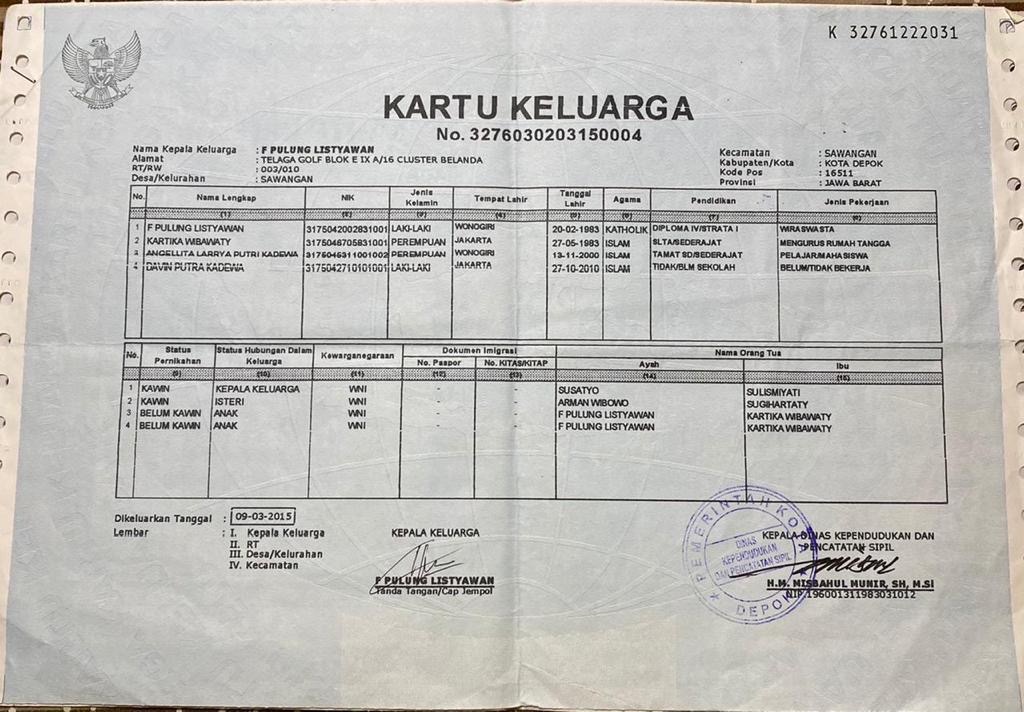 K 32761222031
KARTU KELUARGA
No. 3276030203150004
Nama Kepala Keluarga : F PULUNG LISTYAWAN
Alamat : TELAGA GOLF BLOK E IX A/16 CLUSTER BELANDA
RT/RW : 003/010
Desa/Kelurahan : SAWANGAN
Kecamatan : SAWANGAN
Kabupaten/Kota : KOTA DEPOK
Kode Pos : 16511
Provinsi : JAWA BARAT
No. Nama Lengkap NIK Jenis Kelamin Tempat Lahir Tanggal Lahir Agama Pendidikan Jenis Pekerjaan
(1) (2) (3) (4) (5) (6) (7) (8)
1 F PULUNG LISTYAWAN 3175042002831001 LAKI-LAKI WONOGIRI 20-02-1983 KATHOLIK DIPLOMA IV/STRATA I WIRASWASTA
2 KARTIKA WIBAWATY 3175046705831001 PEREMPUAN JAKARTA 27-05-1983 ISLAM SLTA/SEDERAJAT MENGURUS RUMAH TANGGA
3 ANGELLITA LARRYA PUTRI KADEWA 3175045311001002 PEREMPUAN WONOGIRI 13-11-2000 ISLAM TAMAT SD/SEDERAJAT PELAJAR/MAHASISWA
4 DAVIN PUTRA KADEWA 3175042710101001 LAKI-LAKI JAKARTA 27-10-2010 ISLAM TIDAK/BLM SEKOLAH BELUM/TIDAK BEKERJA
No. Status Pernikahan Status Hubungan Dalam Keluarga Kewarganegaraan Dokumen Imigrasi Nama Orang Tua
No. Paspor No. KITAS/KITAP Ayah Ibu
(9) (10) (11) (12) (13) (14) (15)
1 KAWIN KEPALA KELUARGA WNI - - SUSATYO SULISMIYATI
2 KAWIN ISTERI WNI - - ARMAN WIBOWO SUGIHARTATY
3 BELUM KAWIN ANAK WNI - - F PULUNG LISTYAWAN KARTIKA WIBAWATY
4 BELUM KAWIN ANAK WNI - - F PULUNG LISTYAWAN KARTIKA WIBAWATY
Dikeluarkan Tanggal : 09-03-2015
Lembar : I. Kepala Keluarga
II. RT
III. Desa/Kelurahan
IV. Kecamatan
KEPALA KELUARGA
F PULUNG LISTYAWAN
Tanda Tangan/Cap Jempol
PEMERINTAH KOTA
DINAS
KEPENDUDUKAN
DAN PENCATATAN SIPIL
DEPOK
KEPALA DINAS KEPENDUDUKAN DAN
PENCATATAN SIPIL
H.M. MISBAHUL MUNIR, SH, M.Si
NIP.196001311983031012